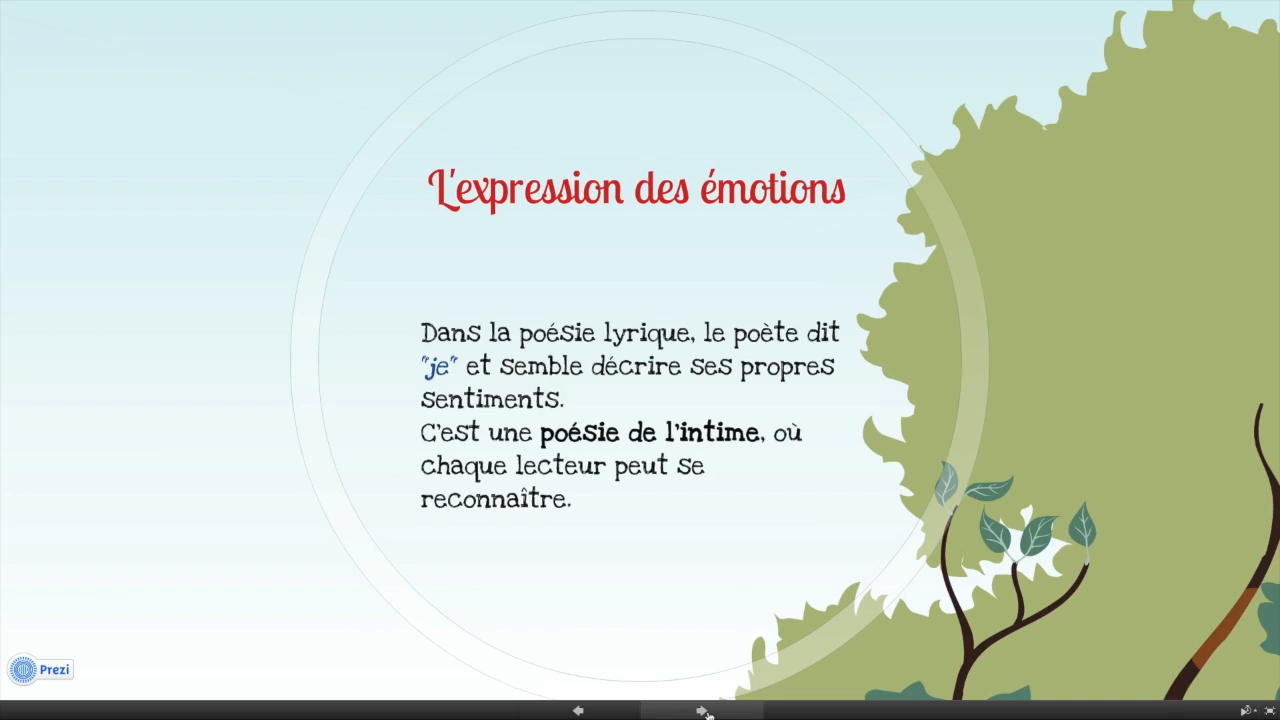 L'expression des émotions
Dans la poésie lyrique, le poète dit
"je" et semble décrire ses propres
sentiments.
C'est une poésie de l'intime, où
chaque lecteur peut se
reconnaître.
Prezi